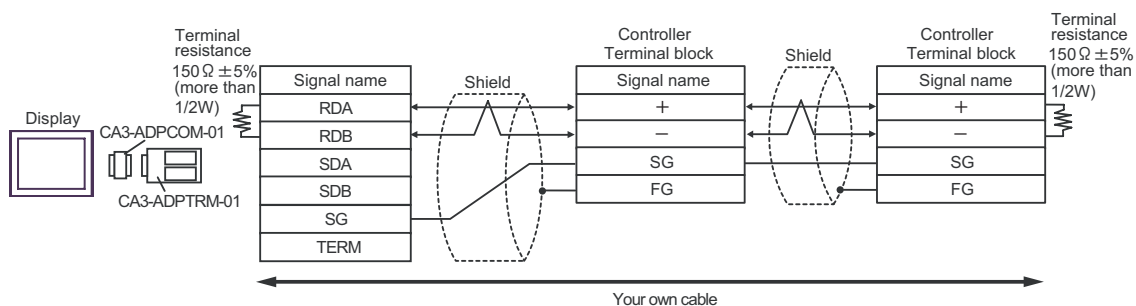 Terminal
resistance
150Ω ±5%
(more than
1/2W)
Display
CA3-ADPCOM-01
CA3-ADPTRM-01
Signal name
RDA
RDB
SDA
SDB
SG
TERM
Shield
Controller
Terminal block
Signal name
+
−
SG
FG
Shield
Controller
Terminal block
Signal name
+
−
SG
FG
Terminal
resistance
150Ω ±5%
(more than
1/2W)
Your own cable